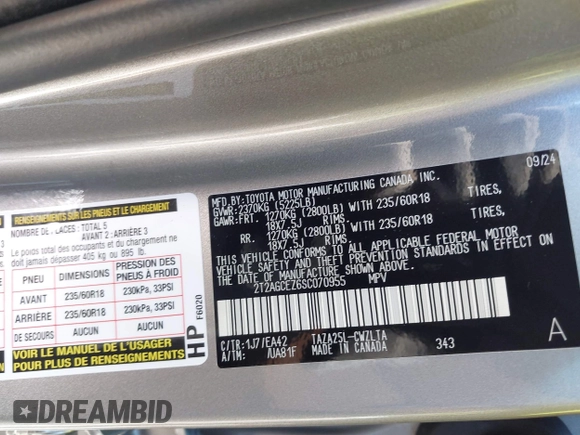 RENSEIGNEMENTS SUR LES PNEUS ET LE CHARGEMENT
NOMBRE DE PLACES: TOTAL 5
AVANT 2: ARRIÈRE 3
Le poids total des occupants et du chargement ne
doit jamais dépasser 405 kg ou 895 lb.
PNEU DIMENSIONS PRESSION DES PNEUS À FROID
AVANT 235/60R18 230kPa, 33PSI
ARRIÈRE 235/60R18 230kPa, 33PSI
DE SECOURS
VOIR LE MANUEL DE L'USAGER
POUR PLUS DE RENSEIGNEMENTS
HP F6020
MFD.BY:TOYOTA MOTOR MANUFACTURING CANADA, INC. 09/24
GVWR:2370KG (5225LB)
GAWR:FRT. 1270KG (2800LB) WITH 235/60R18 TIRES,
18X7.5J RIMS.
RR. 1270KG (2800LB) WITH 235/60R18 TIRES,
18X7.5J RIMS.
THIS VEHICLE CONFORMS TO ALL APPLICABLE FEDERAL MOTOR
VEHICLE SAFETY AND THEFT PREVENTION STANDARDS IN EFFECT ON
THE DATE OF MANUFACTURE SHOWN ABOVE.
2T2AGCEZ6SC070955 MPV
C/TR:1J7/EA42 TAZA25L-CWZLTA
A/TM: /UA81F MADE IN CANADA 343 A
DREAMBID